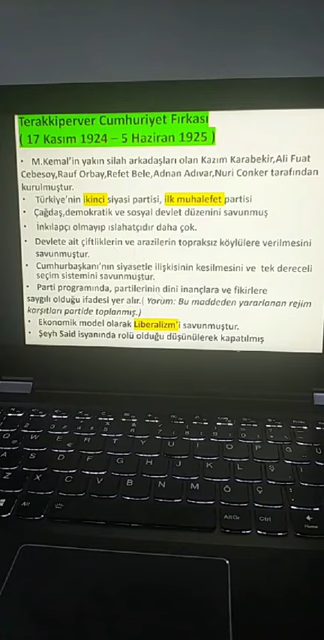 Terakkiperver Cumhuriyet Fırkası
( 17 Kasım 1924 – 5 Haziran 1925 )
• M.Kemal'in yakın silah arkadaşları olan Kazım Karabekir,Ali Fuat
Cebesoy,Rauf Orbay,Refet Bele,Adnan Adıvar,Nuri Conker tarafından
kurulmuştur.
• Türkiye'nin ikinci siyasi partisi, ilk muhalefet partisi
• Çağdaş,demokratik ve sosyal devlet düzenini savunmuş
• İnkılapçı olmayıp ıslahatçıdır daha çok.
• Devlete ait çiftliklerin ve arazilerin topraksız köylülere verilmesini
savunmuştur.
• Cumhurbaşkanı'nın siyasetle ilişkisinin kesilmesini ve tek dereceli
seçim sistemini savunmuştur.
• Parti programında, partilerinin dini inançlara ve fikirlere
saygılı olduğu ifadesi yer alır.( Yorum: Bu maddeden yararlanan rejim
karşıtları partide toplanmış.)
• Ekonomik model olarak Liberalizm'i savunmuştur.
• Şeyh Said isyanında rolü olduğu düşünülerek kapatılmış
Q W E R T Y U I O P Ğ Ü
A S D F G H J K L Ş İ
Z X C V B N M Ö Ç
Alt AltGr Ctrl Home